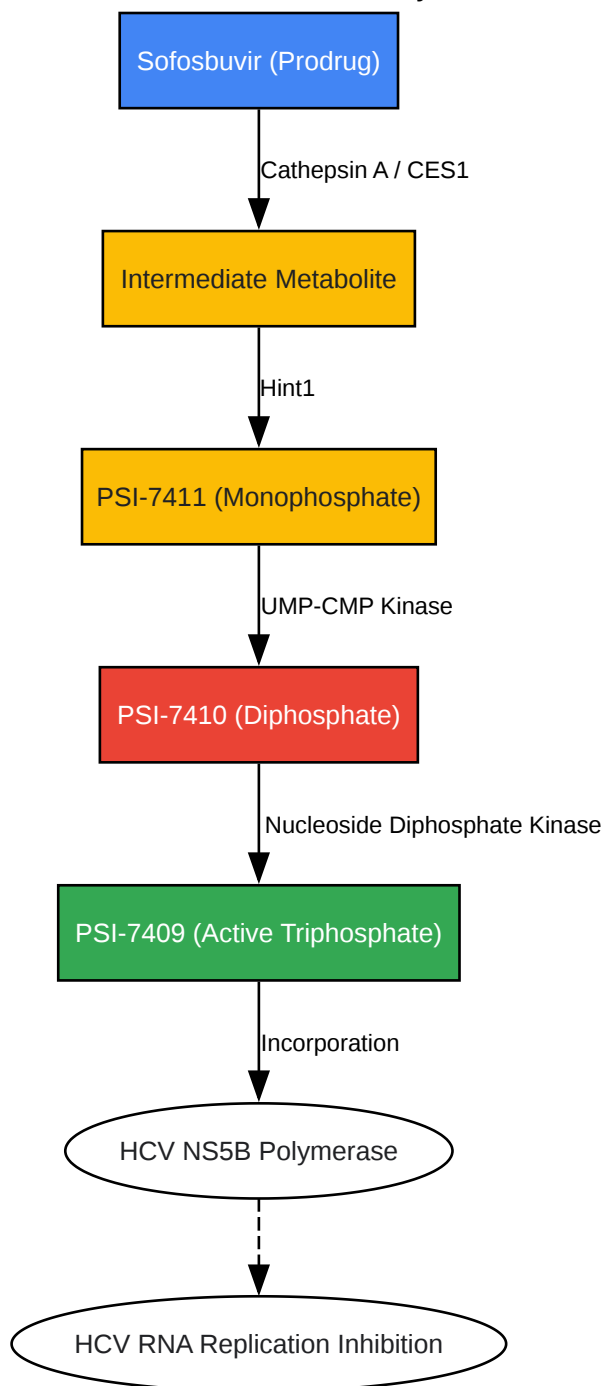 Sofosbuvir (Prodrug)
Cathepsin A / CES1
Intermediate Metabolite
Hint1
PSI-7411 (Monophosphate)
UMP-CMP Kinase
PSI-7410 (Diphosphate)
Nucleoside Diphosphate Kinase
PSI-7409 (Active Triphosphate)
Incorporation
HCV NS5B Polymerase
HCV RNA Replication Inhibition